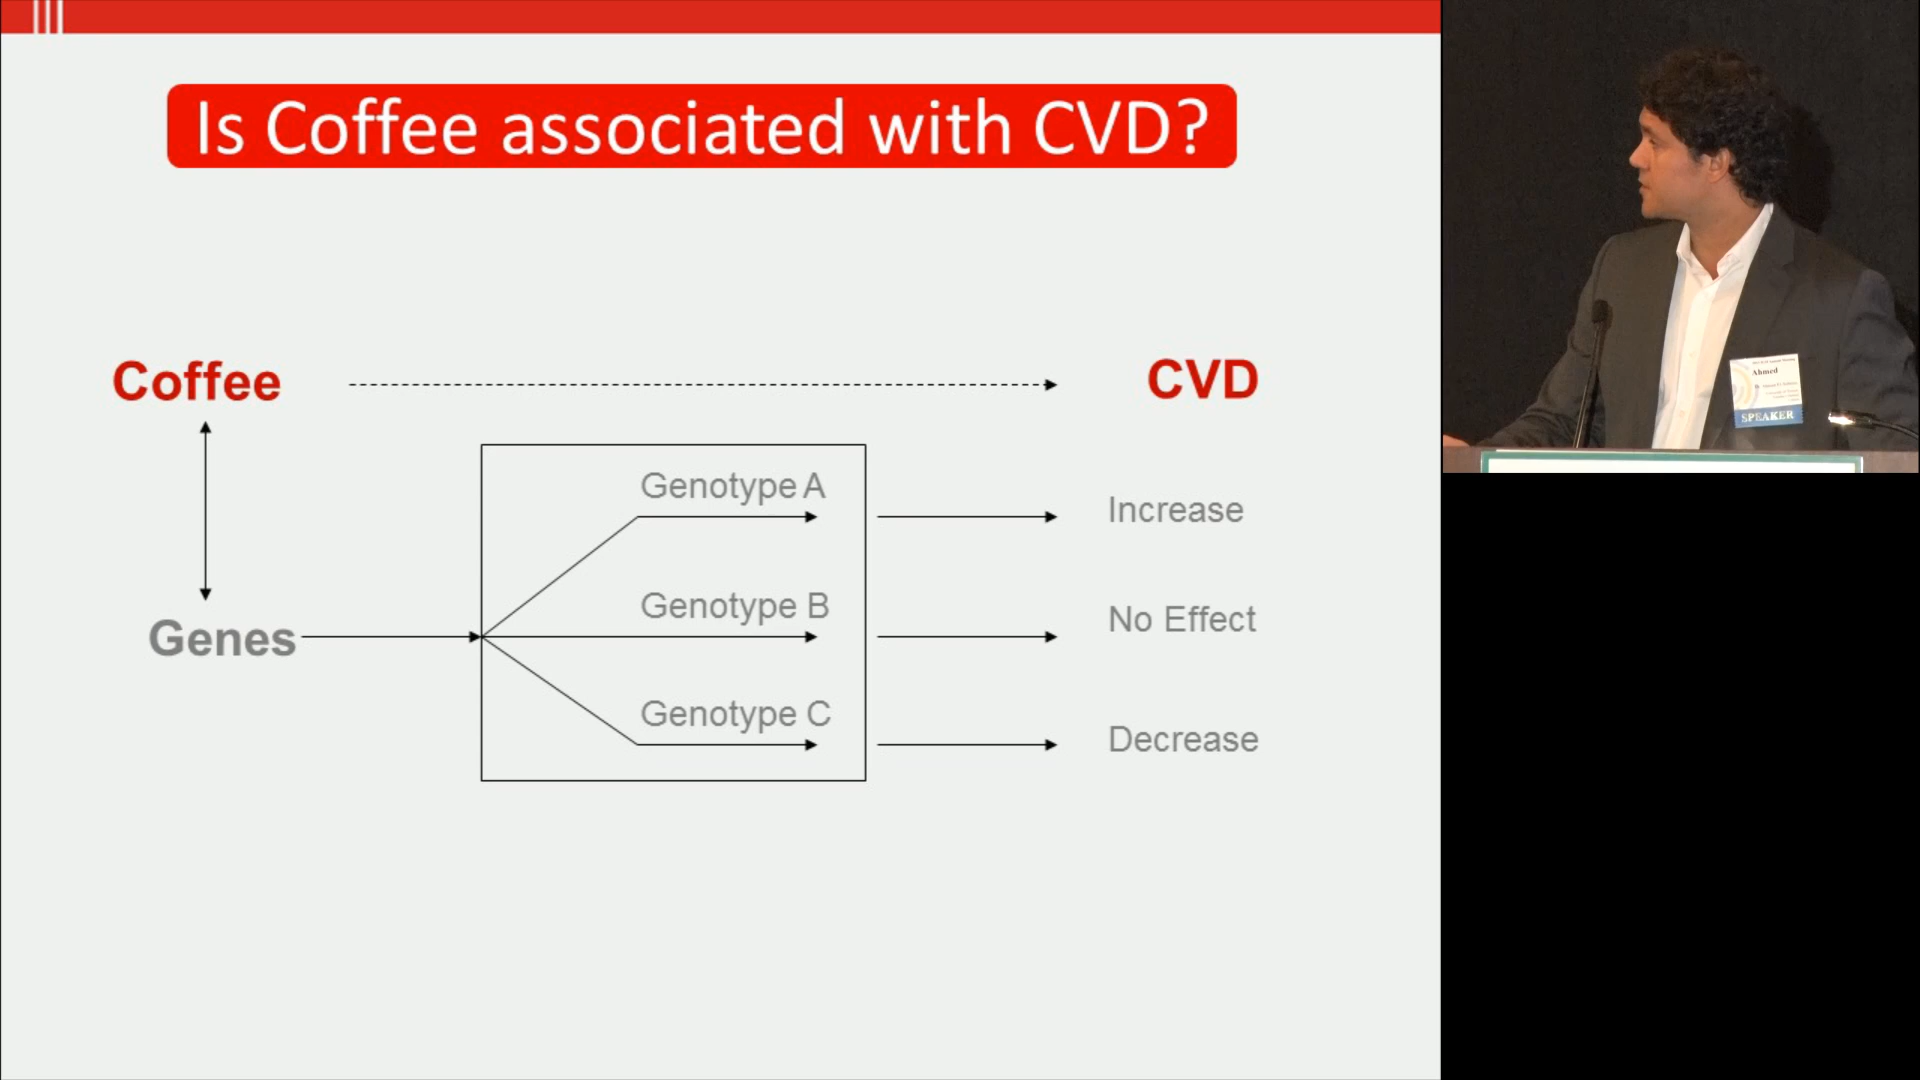 Is Coffee associated with CVD?
Coffee
CVD
Genotype A
Increase
Genotype B
No Effect
Genes
Genotype C
Decrease
Ahmed
SPEAKER